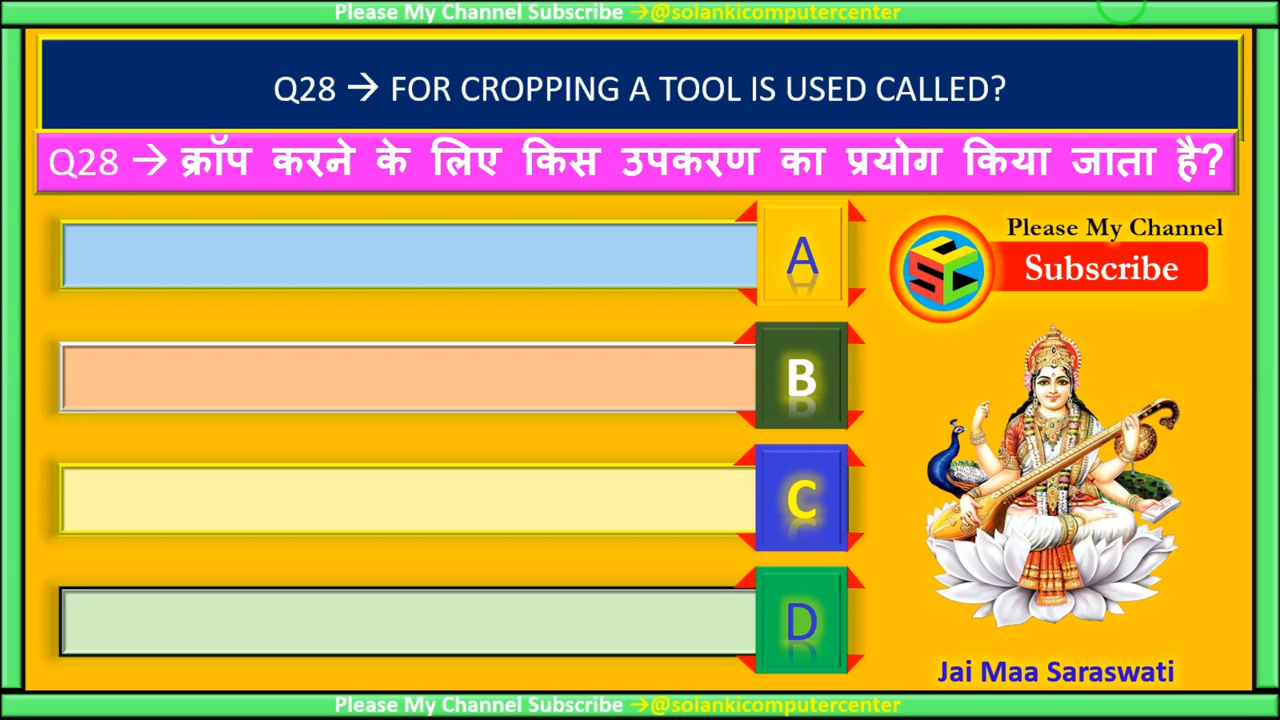 Please My Channel Subscribe →@solankicomputercenter
Q28 → FOR CROPPING A TOOL IS USED CALLED?
Q28 → क्रॉप करने के लिए किस उपकरण का प्रयोग किया जाता है?
A
Please My Channel
Subscribe
SCC
B
C
D
Jai Maa Saraswati
Please My Channel Subscribe →@solankicomputercenter